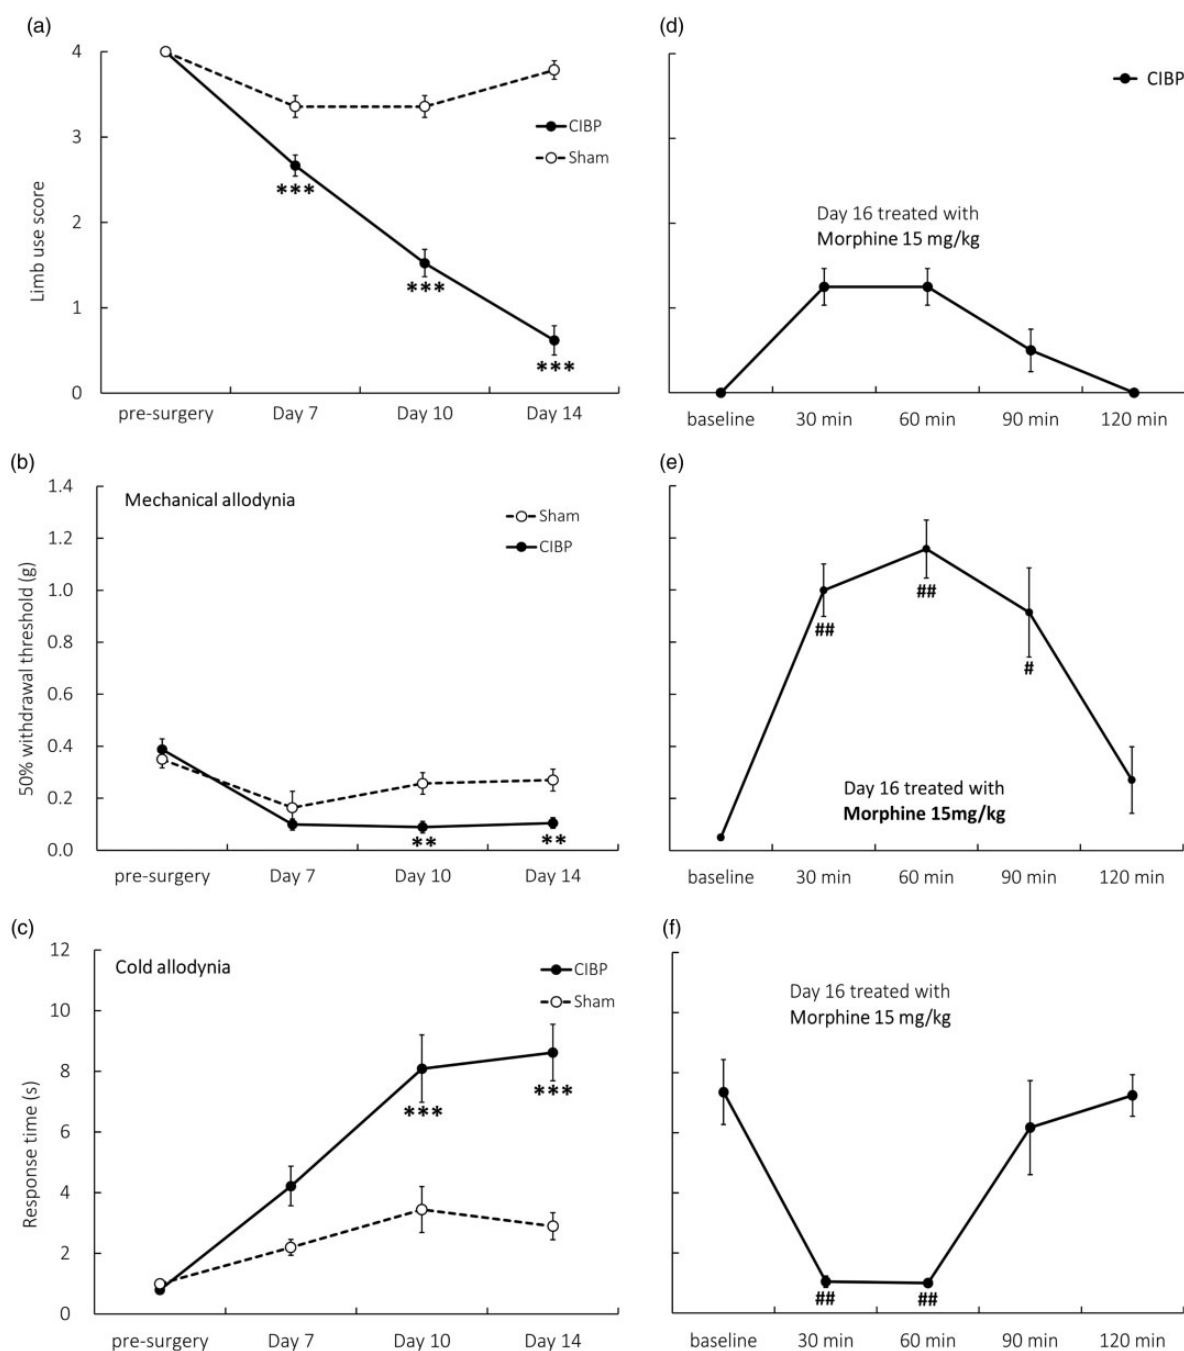 (a)
4
3
2
1
0
Limb use score
CIBP
Sham
***
***
***
pre-surgery
Day 7
Day 10
Day 14
(d)
CIBP
Day 16 treated with
Morphine 15 mg/kg
baseline
30 min
60 min
90 min
120 min
(b)
1.4
1.2
1.0
0.8
0.6
0.4
0.2
0.0
50% withdrawal threshold (g)
Mechanical allodynia
Sham
CIBP
**
**
pre-surgery
Day 7
Day 10
Day 14
(e)
##
##
#
Day 16 treated with
Morphine 15mg/kg
baseline
30 min
60 min
90 min
120 min
(c)
12
10
8
6
4
2
0
Response time (s)
Cold allodynia
CIBP
Sham
***
***
pre-surgery
Day 7
Day 10
Day 14
(f)
Day 16 treated with
Morphine 15 mg/kg
##
##
baseline
30 min
60 min
90 min
120 min